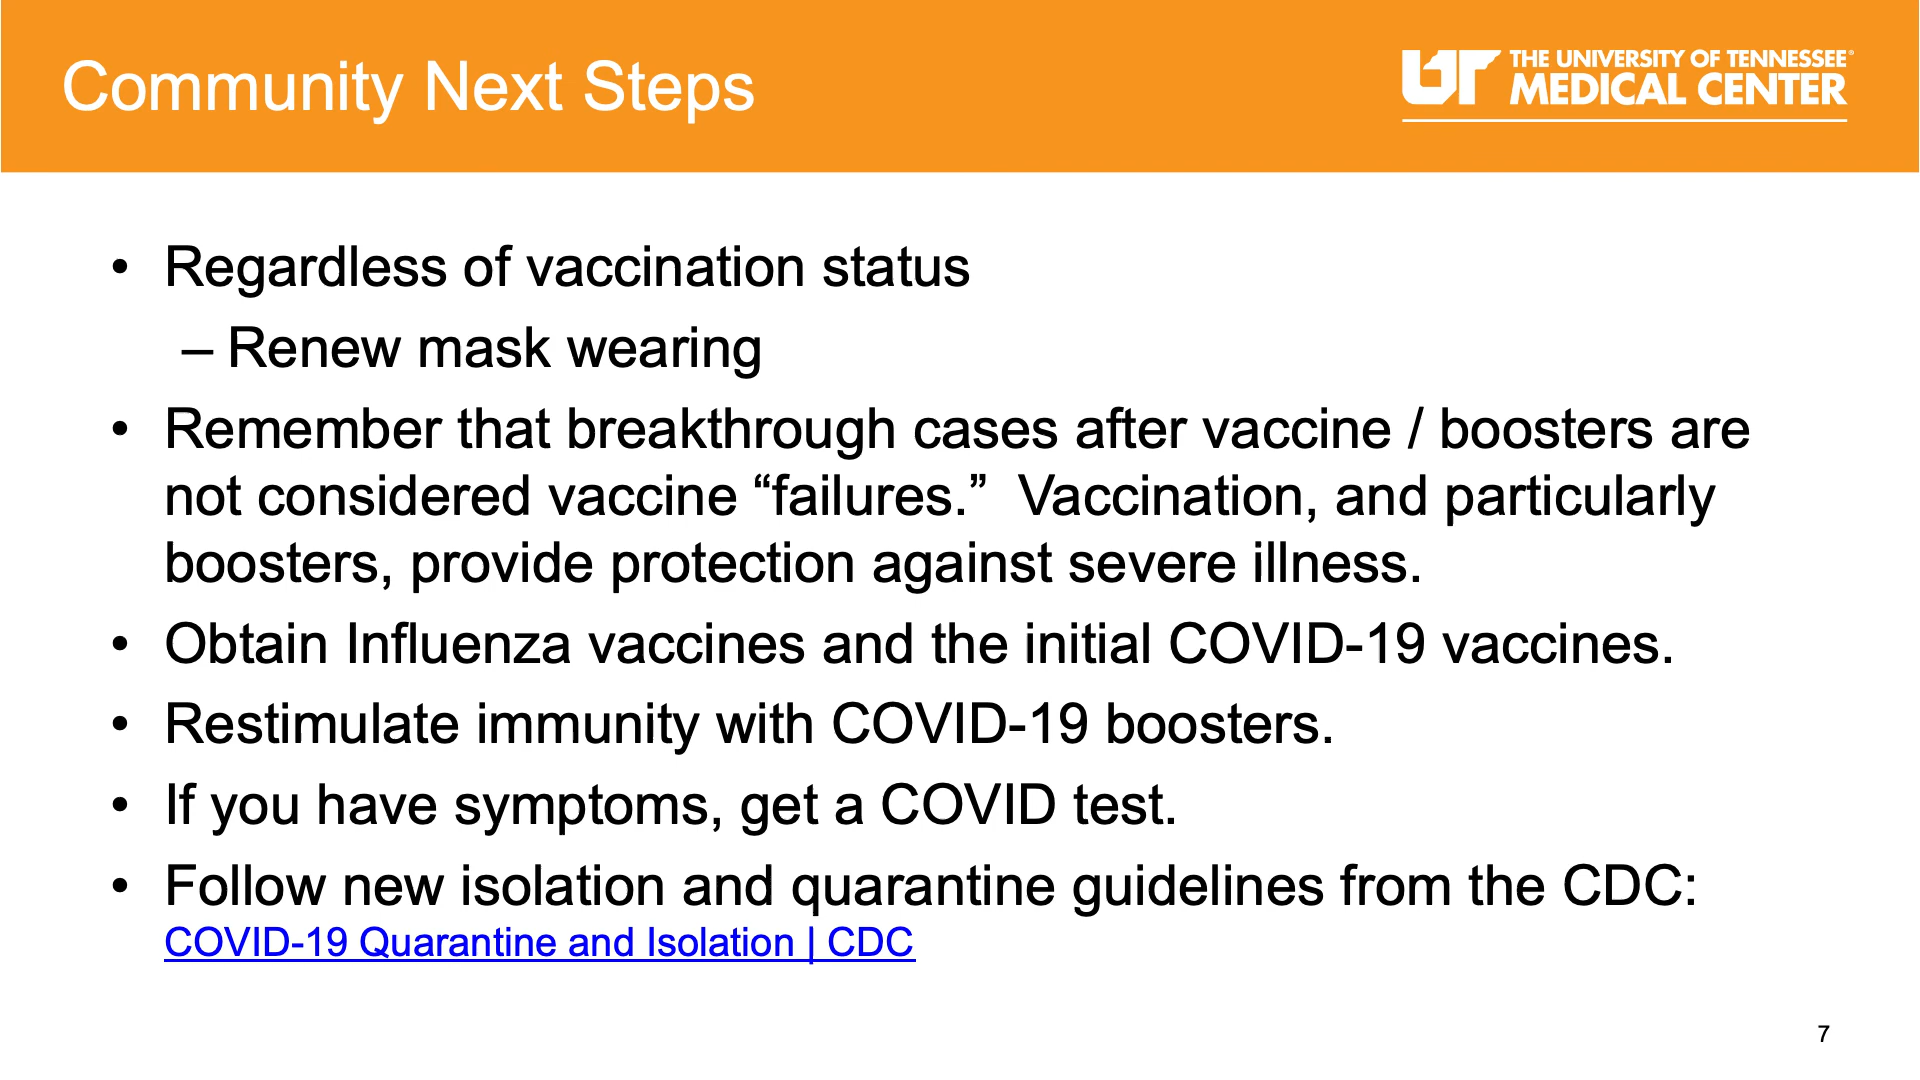 Community Next Steps
UT THE UNIVERSITY OF TENNESSEE®
MEDICAL CENTER
• Regardless of vaccination status
– Renew mask wearing
• Remember that breakthrough cases after vaccine / boosters are
not considered vaccine “failures.”  Vaccination, and particularly
boosters, provide protection against severe illness.
• Obtain Influenza vaccines and the initial COVID-19 vaccines.
• Restimulate immunity with COVID-19 boosters.
• If you have symptoms, get a COVID test.
• Follow new isolation and quarantine guidelines from the CDC:
COVID-19 Quarantine and Isolation | CDC
7